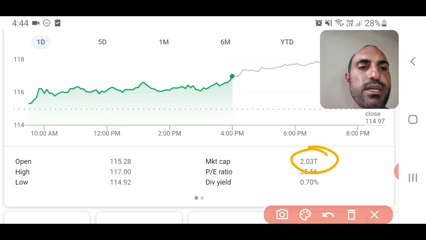 4:44
28%
1D 5D 1M 6M YTD
118
116
114
close
114.97
10:00 AM 12:00 PM 2:00 PM 4:00 PM 6:00 PM 8:00 PM
Open 115.28 Mkt cap 2.03T
High 117.00 P/E ratio
Low 114.92 Div yield 0.70%